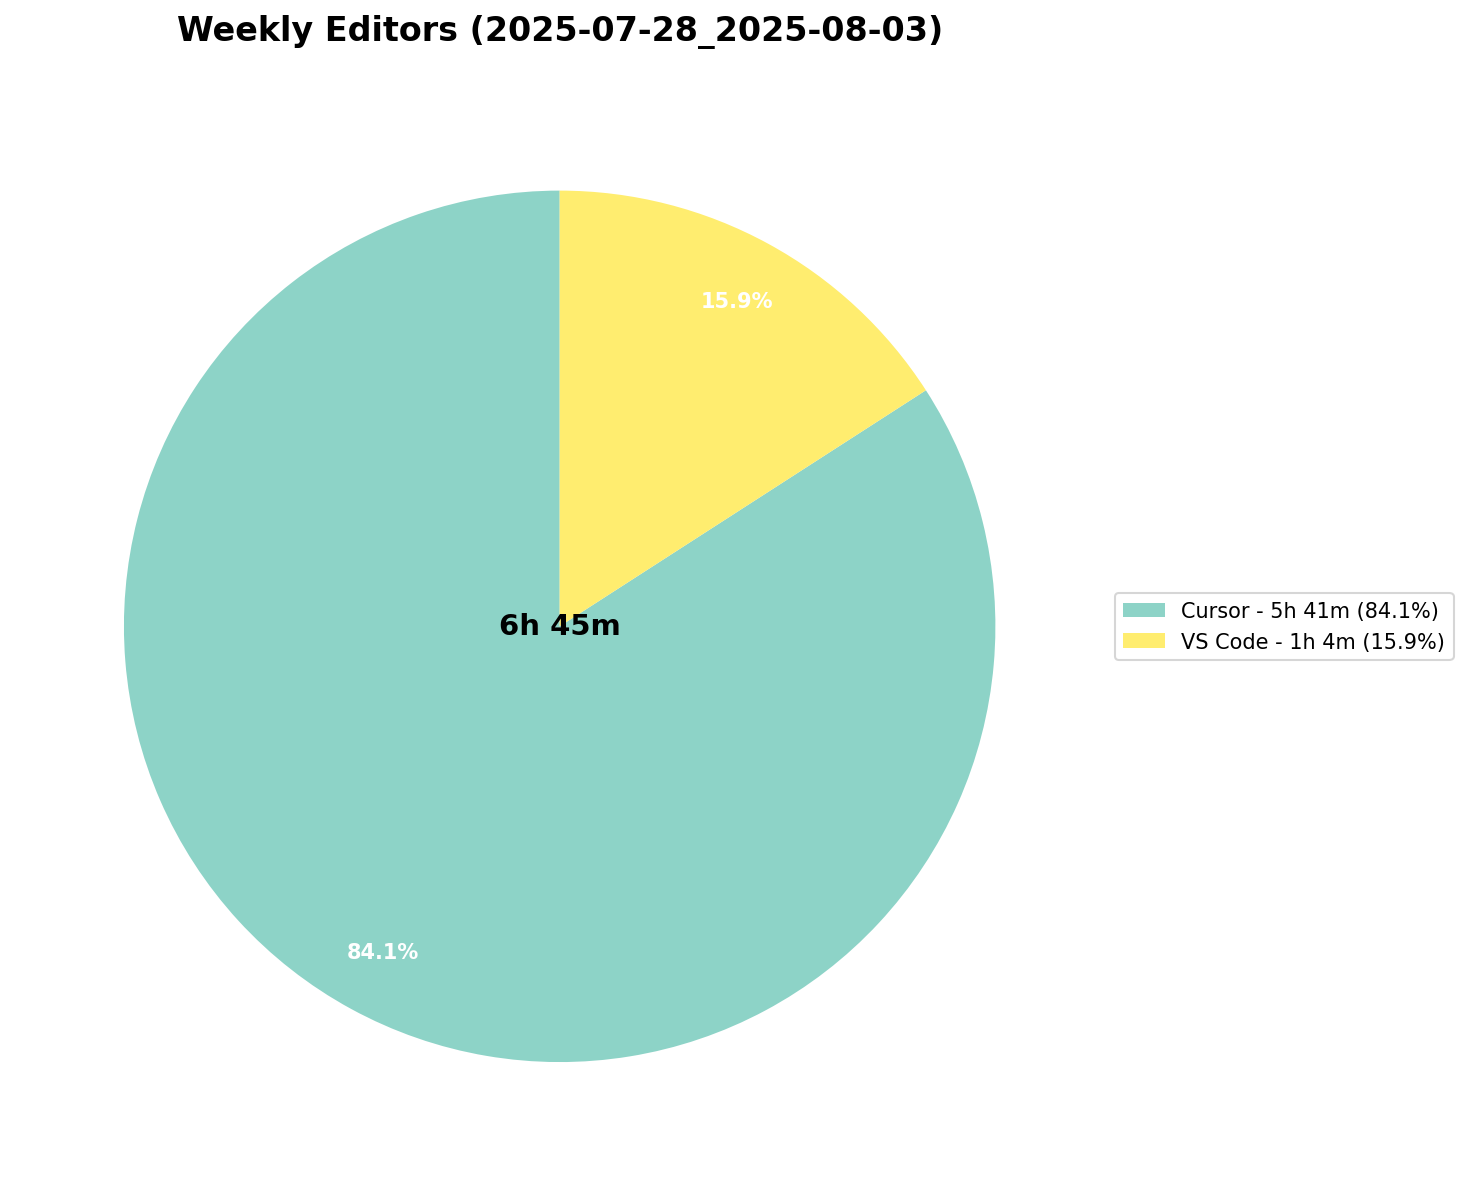 Weekly Editors (2025-07-28_2025-08-03)
15.9%
6h 45m
Cursor - 5h 41m (84.1%)
VS Code - 1h 4m (15.9%)
84.1%